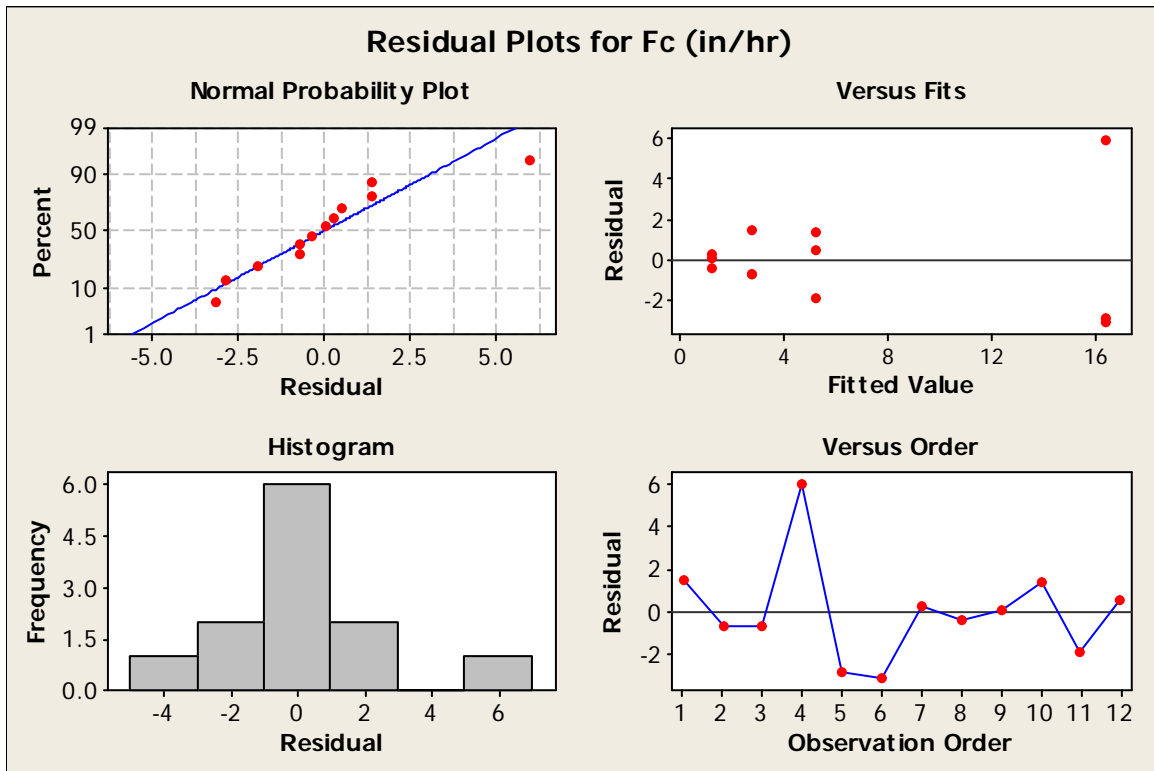 Residual Plots for Fc (in/hr)
Normal Probability Plot
99
90
50
10
1
Percent
-5.0 -2.5 0.0 2.5 5.0
Residual
Versus Fits
6
4
2
0
-2
Residual
0 4 8 12 16
Fitted Value
Histogram
6.0
4.5
3.0
1.5
0.0
Frequency
-4 -2 0 2 4 6
Residual
Versus Order
6
4
2
0
-2
Residual
1 2 3 4 5 6 7 8 9 10 11 12
Observation Order